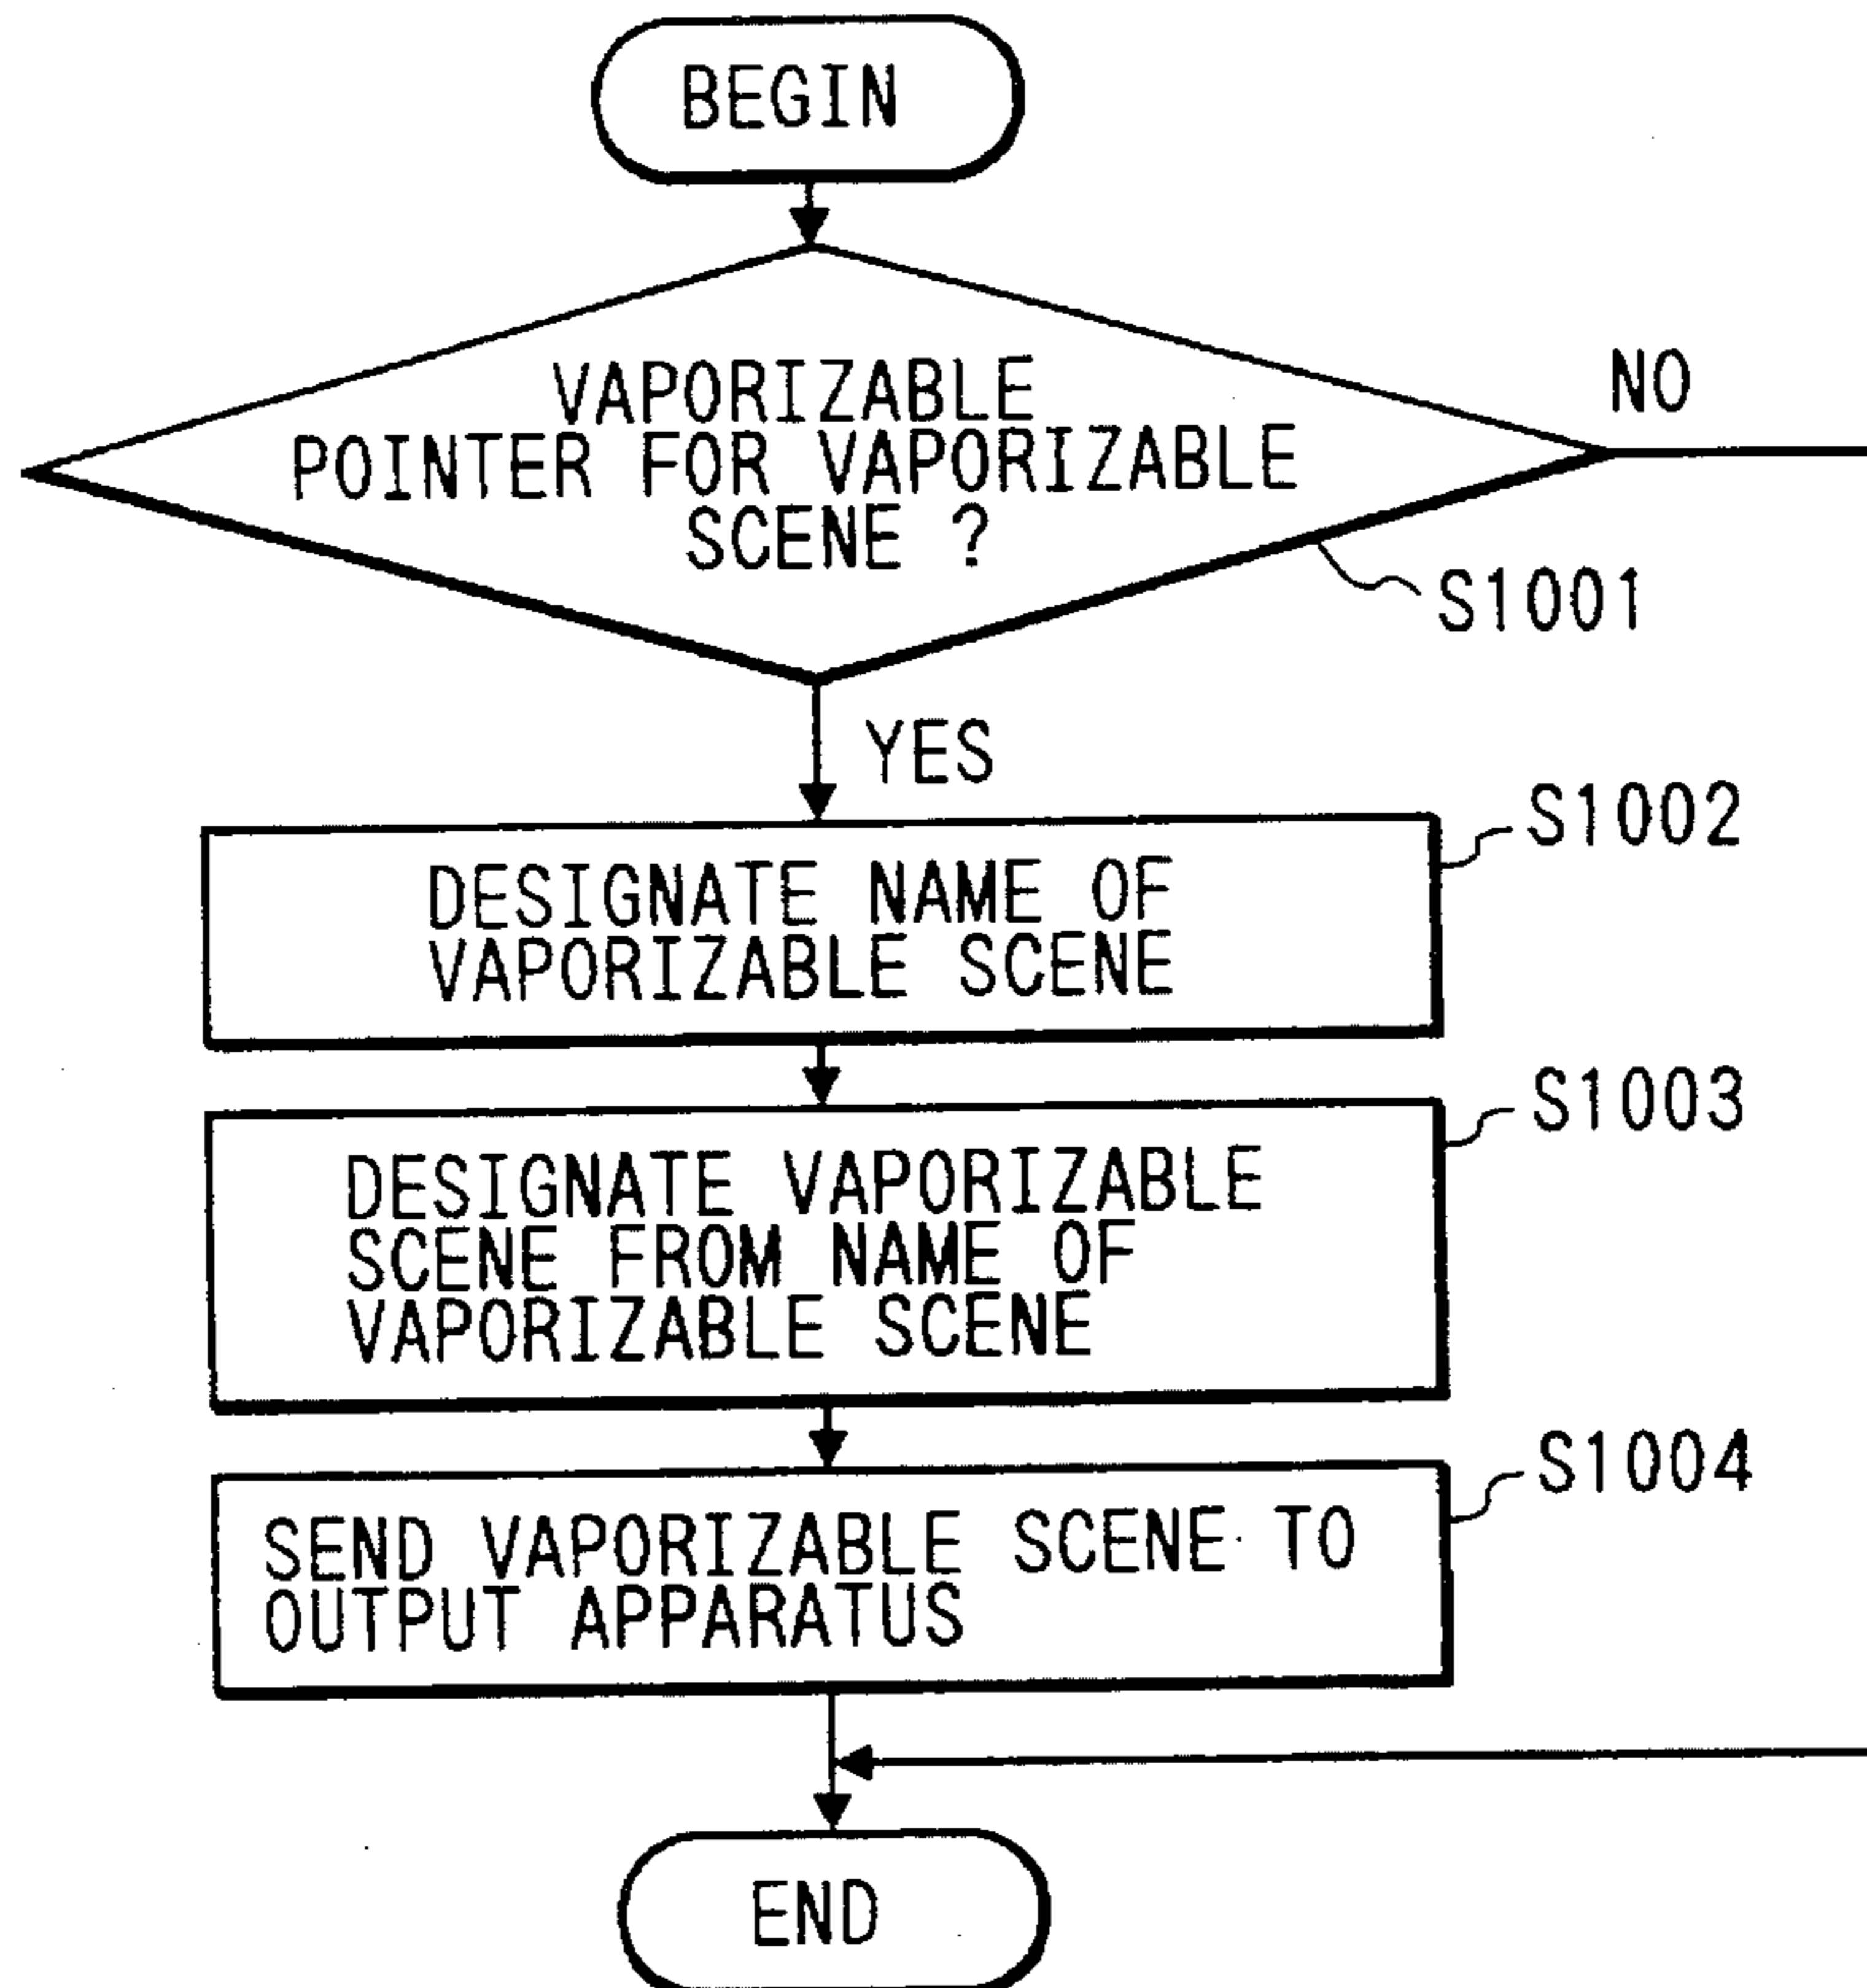 BEGIN
VAPORIZABLE
POINTER FOR VAPORIZABLE
SCENE ?
NO
S1001
YES
S1002
DESIGNATE NAME OF
VAPORIZABLE SCENE
S1003
DESIGNATE VAPORIZABLE
SCENE FROM NAME OF
VAPORIZABLE SCENE
S1004
SEND VAPORIZABLE SCENE TO
OUTPUT APPARATUS
END